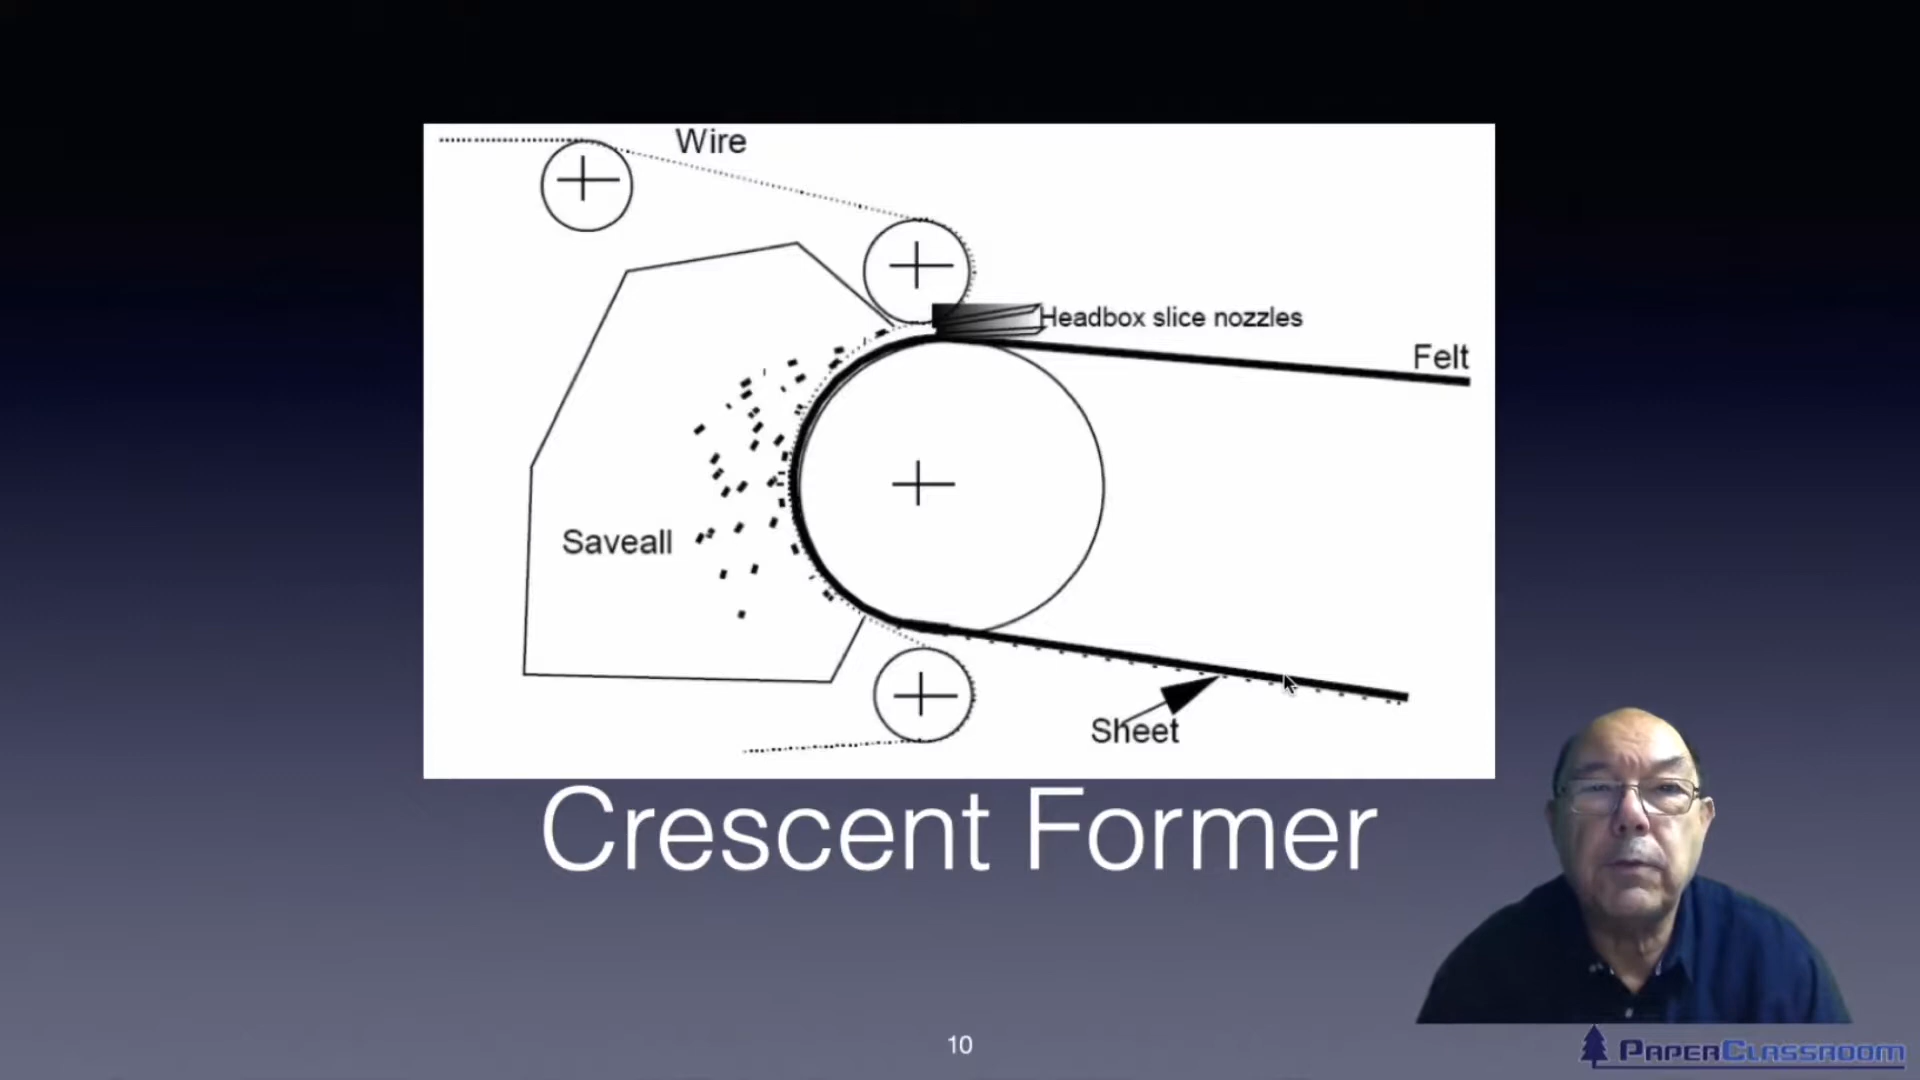 Wire
Headbox slice nozzles
Felt
Saveall
Sheet
Crescent Former
10
PaperClassroom